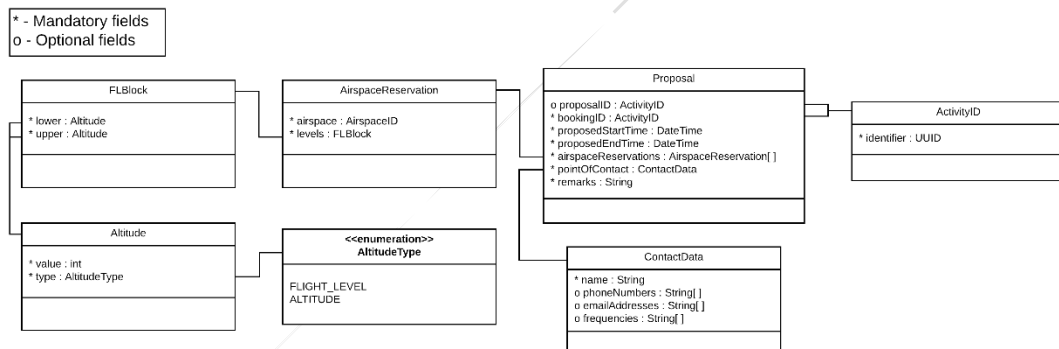 * - Mandatory fields
o - Optional fields
FLBlock
* lower : Altitude
* upper : Altitude
AirspaceReservation
* airspace : AirspaceID
* levels : FLBlock
Proposal
o proposalID : ActivityID
* bookingID : ActivityID
* proposedStartTime : DateTime
* proposedEndTime : DateTime
* airspaceReservations : AirspaceReservation[ ]
* pointOfContact : ContactData
* remarks : String
ActivityID
* identifier : UUID
Altitude
* value : int
* type : AltitudeType
<<enumeration>>
AltitudeType
FLIGHT_LEVEL
ALTITUDE
ContactData
* name : String
o phoneNumbers : String[ ]
o emailAddresses : String[ ]
o frequencies : String[ ]